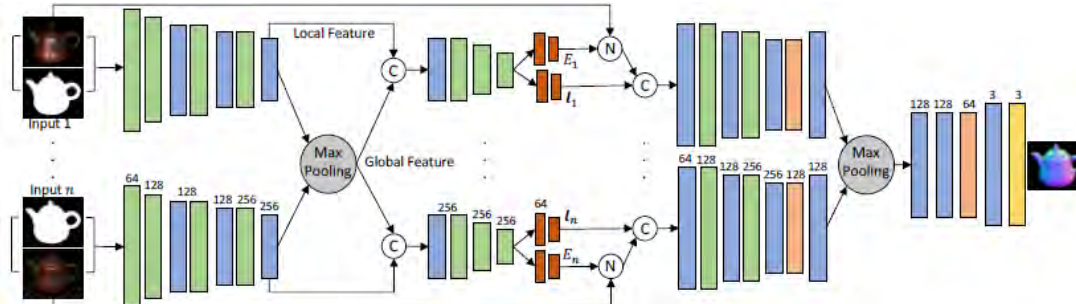 Local Feature
Input 1
Max
Pooling
Global Feature
C
E₁
l₁
N
C
Max
Pooling
128 128 64 3 3
Input n
64 128 128 128 256 256
C
256 256 256 64
lₙ
Eₙ
N
C
64 128 128 256 256 128 128